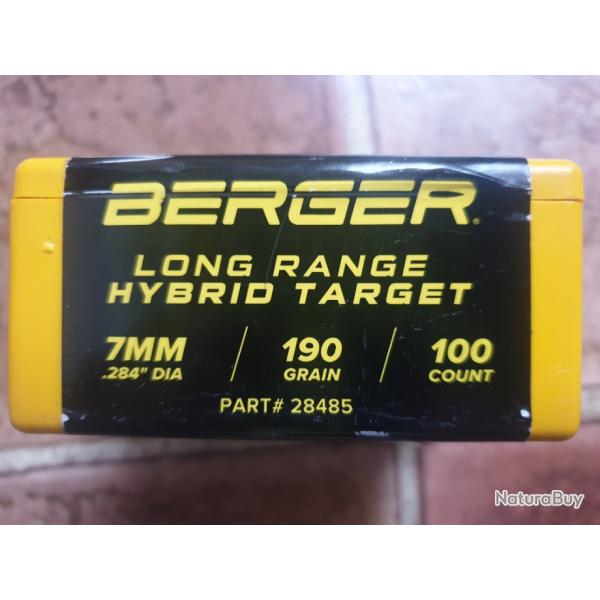 BERGER®
LONG RANGE
HYBRID TARGET
7MM / 190 / 100
.284" DIA GRAIN COUNT
PART# 28485
NaturaBuy